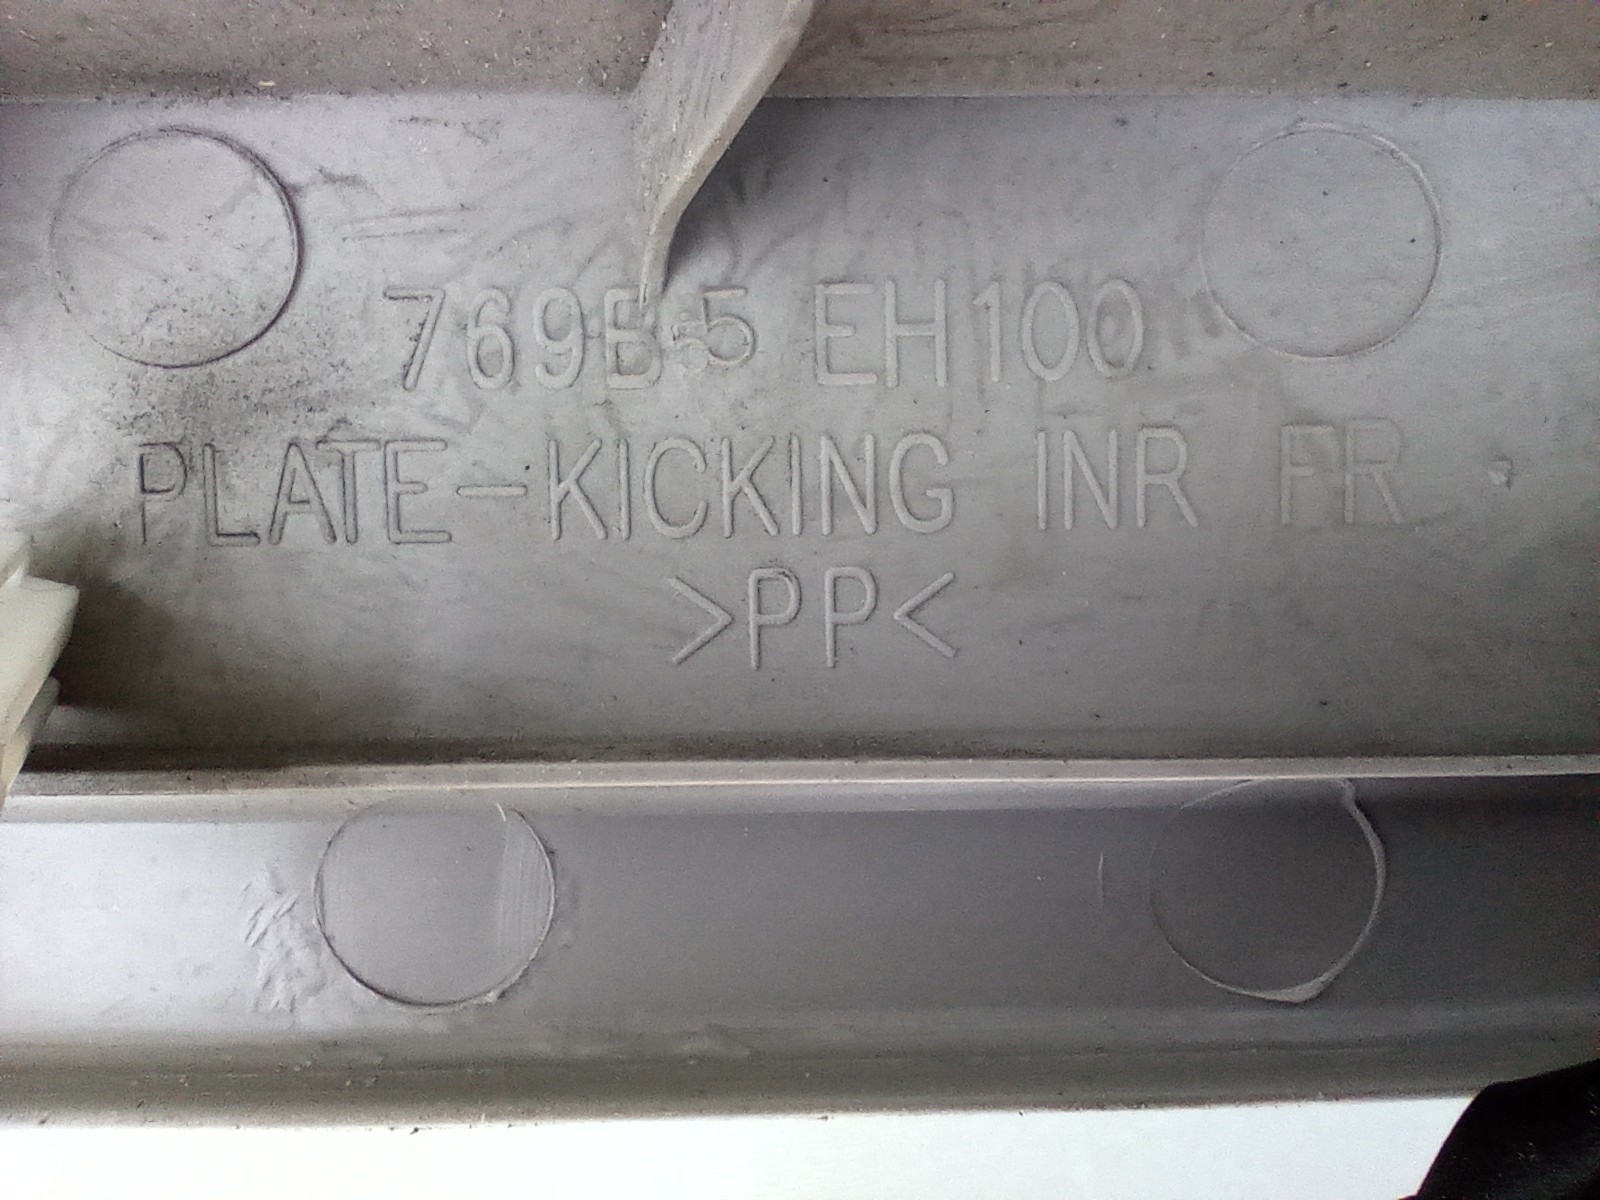 769B5 EH100
PLATE-KICKING INR FR
>PP<